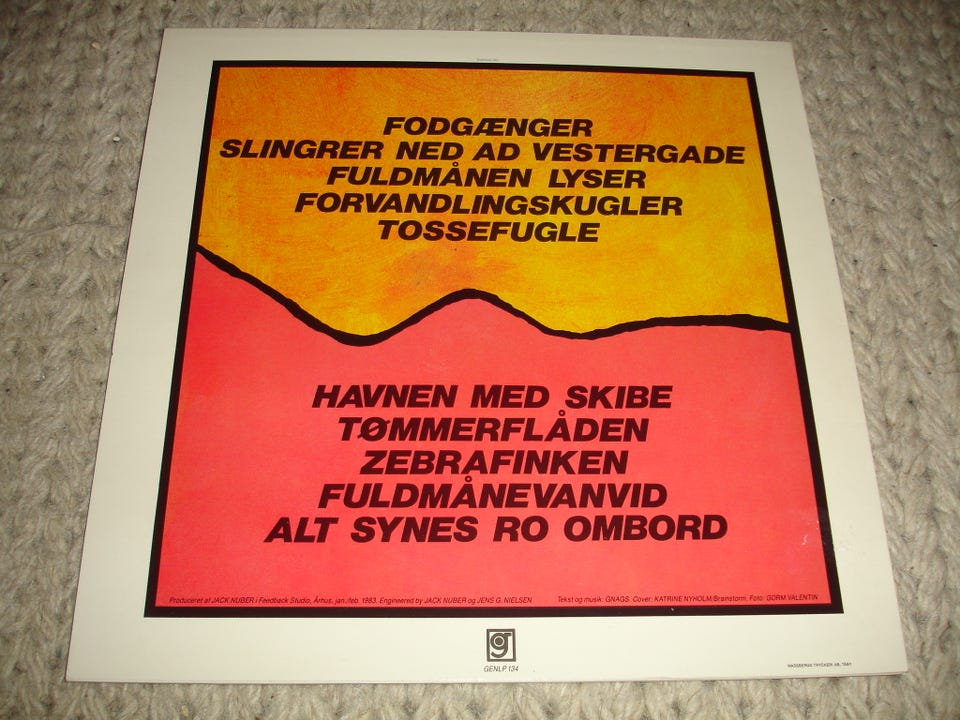 FODGÆNGER
SLINGRER NED AD VESTERGADE
FULDMÅNEN LYSER
FORVANDLINGSKUGLER
TOSSEFUGLE
HAVNEN MED SKIBE
TØMMERFLÅDEN
ZEBRAFINKEN
FULDMÅNEVANVID
ALT SYNES RO OMBORD
Produceret af JACK NUBER i Feedback Studio, Århus, jan./feb. 1983. Engineered by JACK NUBER og JENS G. NIELSEN
Tekst og musik: GNAGS. Cover: KATRINE NYHOLM/Brainstorm. Foto: GORM VALENTIN
g
GENLP 134
TRYCKER AB,